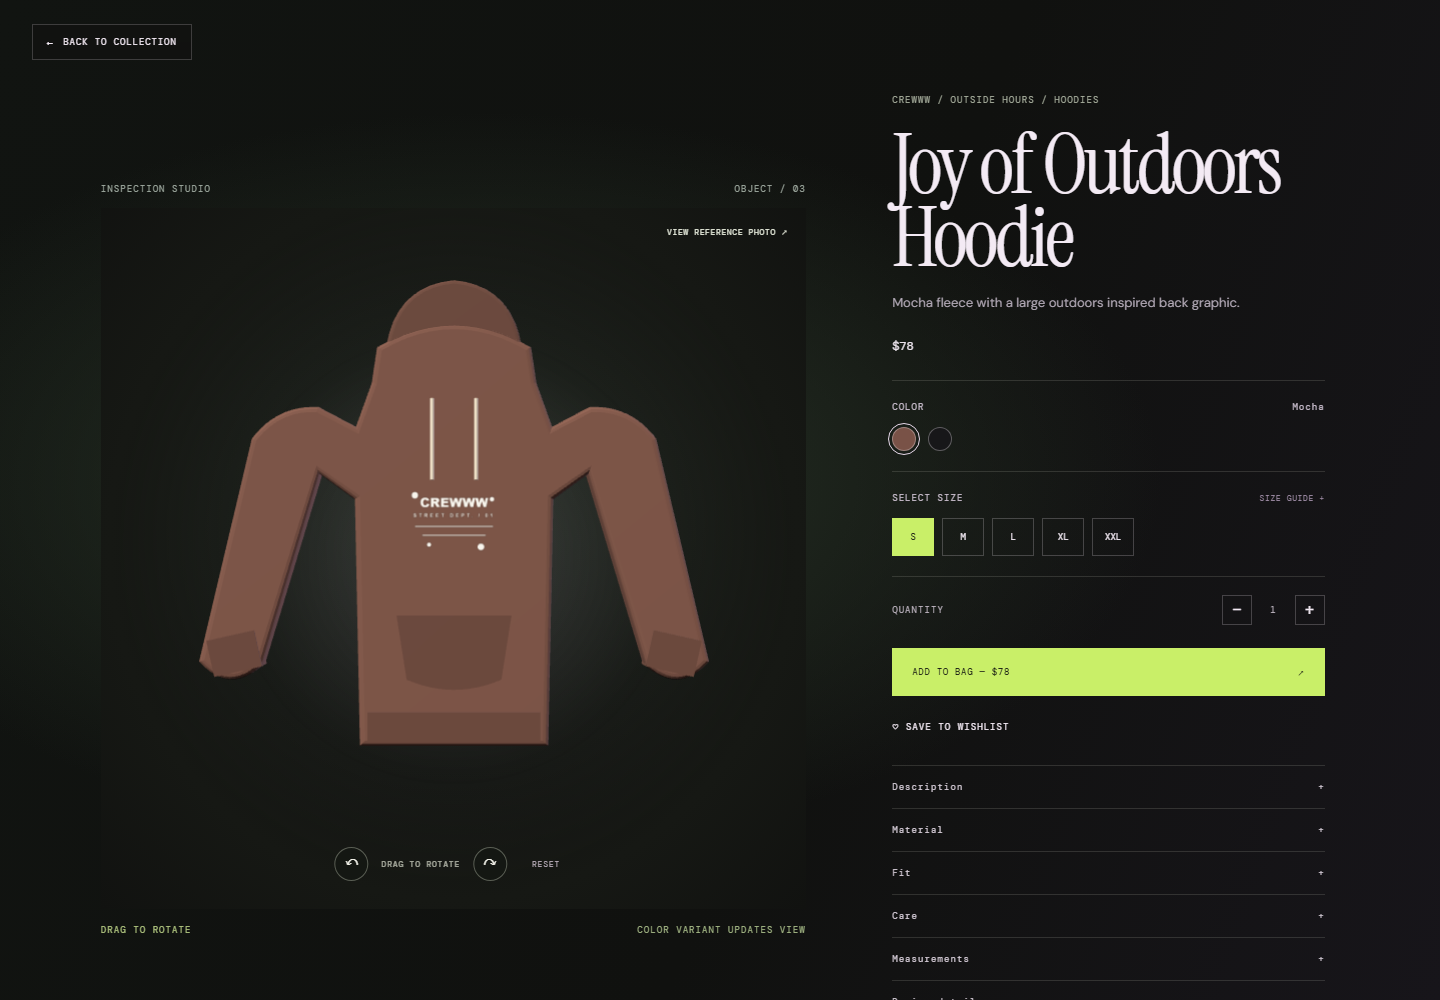 ← BACK TO COLLECTION
CREWWW / OUTSIDE HOURS / HOODIES
Joy of Outdoors
Hoodie
Mocha fleece with a large outdoors inspired back graphic.
$78
INSPECTION STUDIO
OBJECT / 03
VIEW REFERENCE PHOTO ↗
CREWWW
STREET DEPT / 01
DRAG TO ROTATE
RESET
DRAG TO ROTATE
COLOR VARIANT UPDATES VIEW
COLOR
Mocha
SELECT SIZE
SIZE GUIDE +
S M L XL XXL
QUANTITY
− 1 +
ADD TO BAG — $78 ↗
♡ SAVE TO WISHLIST
Description +
Material +
Fit +
Care +
Measurements +